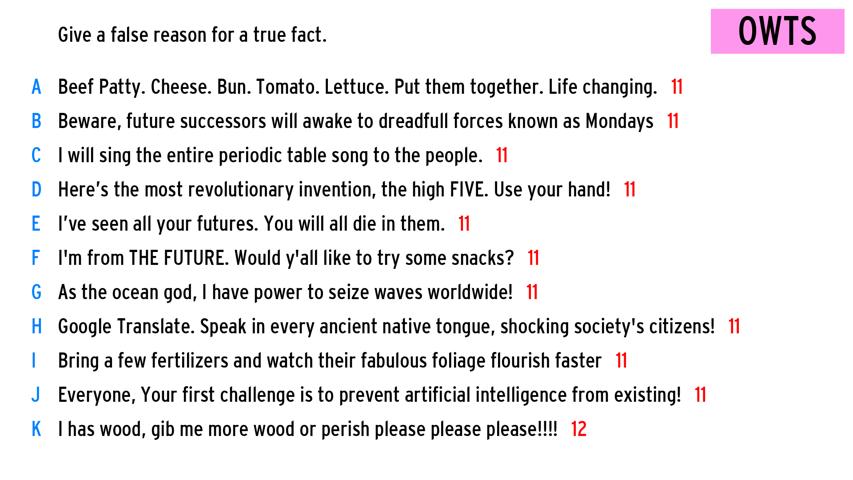 Give a false reason for a true fact.
OWTS
A Beef Patty. Cheese. Bun. Tomato. Lettuce. Put them together. Life changing. 11
B Beware, future successors will awake to dreadfull forces known as Mondays 11
C I will sing the entire periodic table song to the people. 11
D Here's the most revolutionary invention, the high FIVE. Use your hand! 11
E I've seen all your futures. You will all die in them. 11
F I'm from THE FUTURE. Would y'all like to try some snacks? 11
G As the ocean god, I have power to seize waves worldwide! 11
H Google Translate. Speak in every ancient native tongue, shocking society's citizens! 11
I Bring a few fertilizers and watch their fabulous foliage flourish faster 11
J Everyone, Your first challenge is to prevent artificial intelligence from existing! 11
K I has wood, gib me more wood or perish please please please!!!! 12